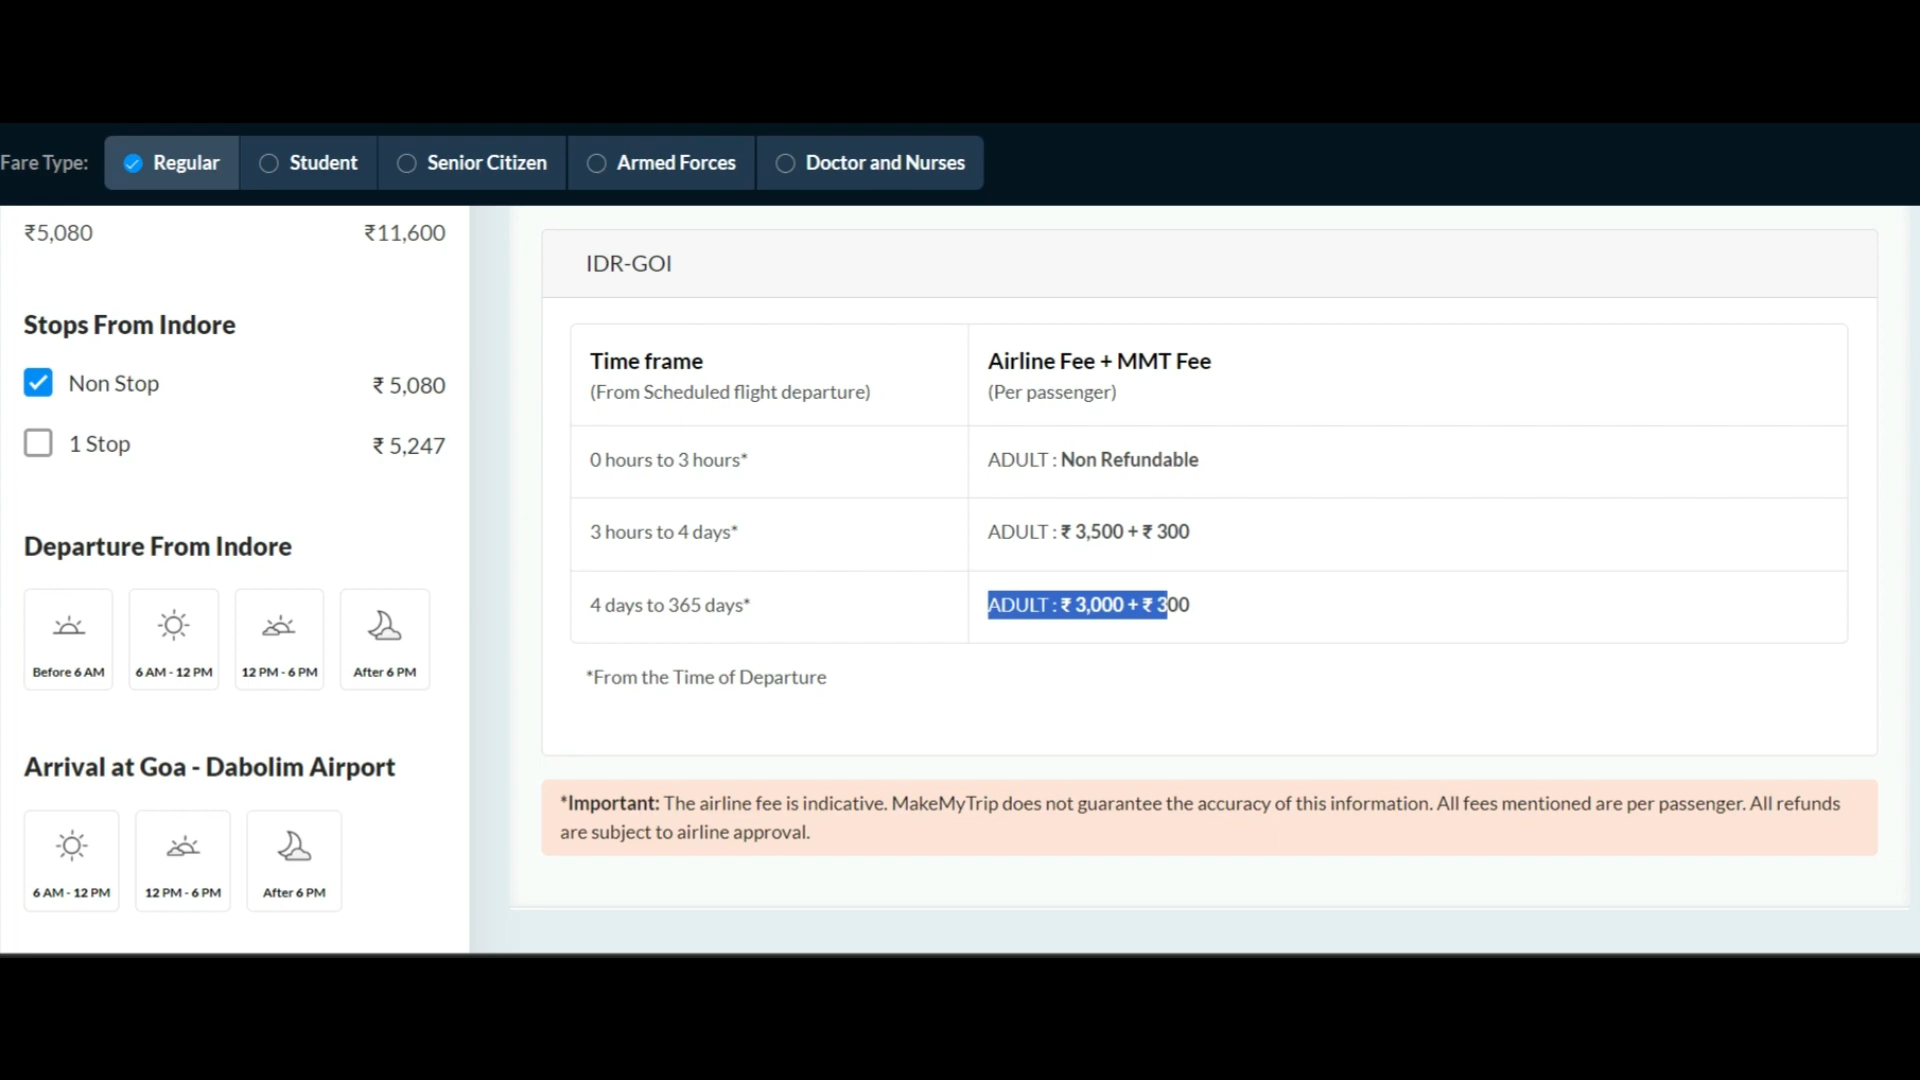 Fare Type: Regular Student Senior Citizen Armed Forces Doctor and Nurses
₹5,080 ₹11,600
Stops From Indore
Non Stop ₹ 5,080
1 Stop ₹ 5,247
Departure From Indore
Before 6 AM 6 AM - 12 PM 12 PM - 6 PM After 6 PM
Arrival at Goa - Dabolim Airport
6 AM - 12 PM 12 PM - 6 PM After 6 PM
IDR-GOI
Time frame Airline Fee + MMT Fee
(From Scheduled flight departure) (Per passenger)
0 hours to 3 hours* ADULT : Non Refundable
3 hours to 4 days* ADULT : ₹ 3,500 + ₹ 300
4 days to 365 days* ADULT : ₹ 3,000 + ₹ 300
*From the Time of Departure
*Important: The airline fee is indicative. MakeMyTrip does not guarantee the accuracy of this information. All fees mentioned are per passenger. All refunds
are subject to airline approval.